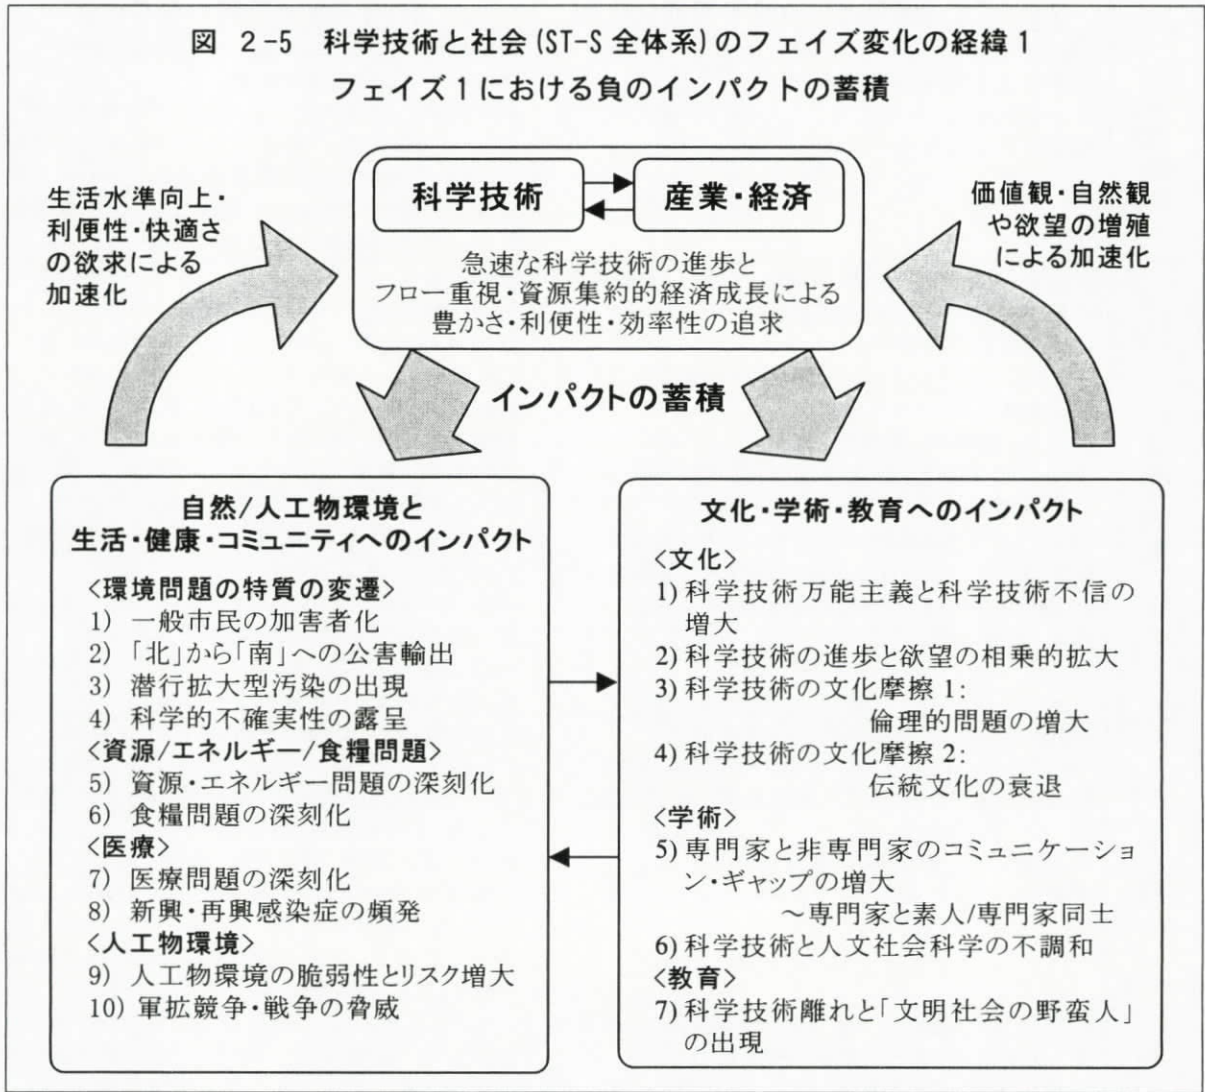 図 2-5 科学技術と社会(ST-S 全体系)のフェイズ変化の経緯1
フェイズ1における負のインパクトの蓄積
生活水準向上・
利便性・快適さ
の欲求による
加速化
科学技術
産業・経済
急速な科学技術の進歩と
フロー重視・資源集約的経済成長による
豊かさ・利便性・効率性の追求
価値観・自然観
や欲望の増殖
による加速化
インパクトの蓄積
自然/人工物環境と
生活・健康・コミュニティへのインパクト
<環境問題の特質の変遷>
1) 一般市民の加害者化
2) 「北」から「南」への公害輸出
3) 潜行拡大型汚染の出現
4) 科学的不確実性の露呈
<資源/エネルギー/食糧問題>
5) 資源・エネルギー問題の深刻化
6) 食糧問題の深刻化
<医療>
7) 医療問題の深刻化
8) 新興・再興感染症の頻発
<人工物環境>
9) 人工物環境の脆弱性とリスク増大
10) 軍拡競争・戦争の脅威
文化・学術・教育へのインパクト
<文化>
1) 科学技術万能主義と科学技術不信の
増大
2) 科学技術の進歩と欲望の相乗的拡大
3) 科学技術の文化摩擦 1:
倫理的問題の増大
4) 科学技術の文化摩擦 2:
伝統文化の衰退
<学術>
5) 専門家と非専門家のコミュニケーショ
ン・ギャップの増大
~専門家と素人/専門家同士
6) 科学技術と人文社会科学の不調和
<教育>
7) 科学技術離れと「文明社会の野蛮人」
の出現